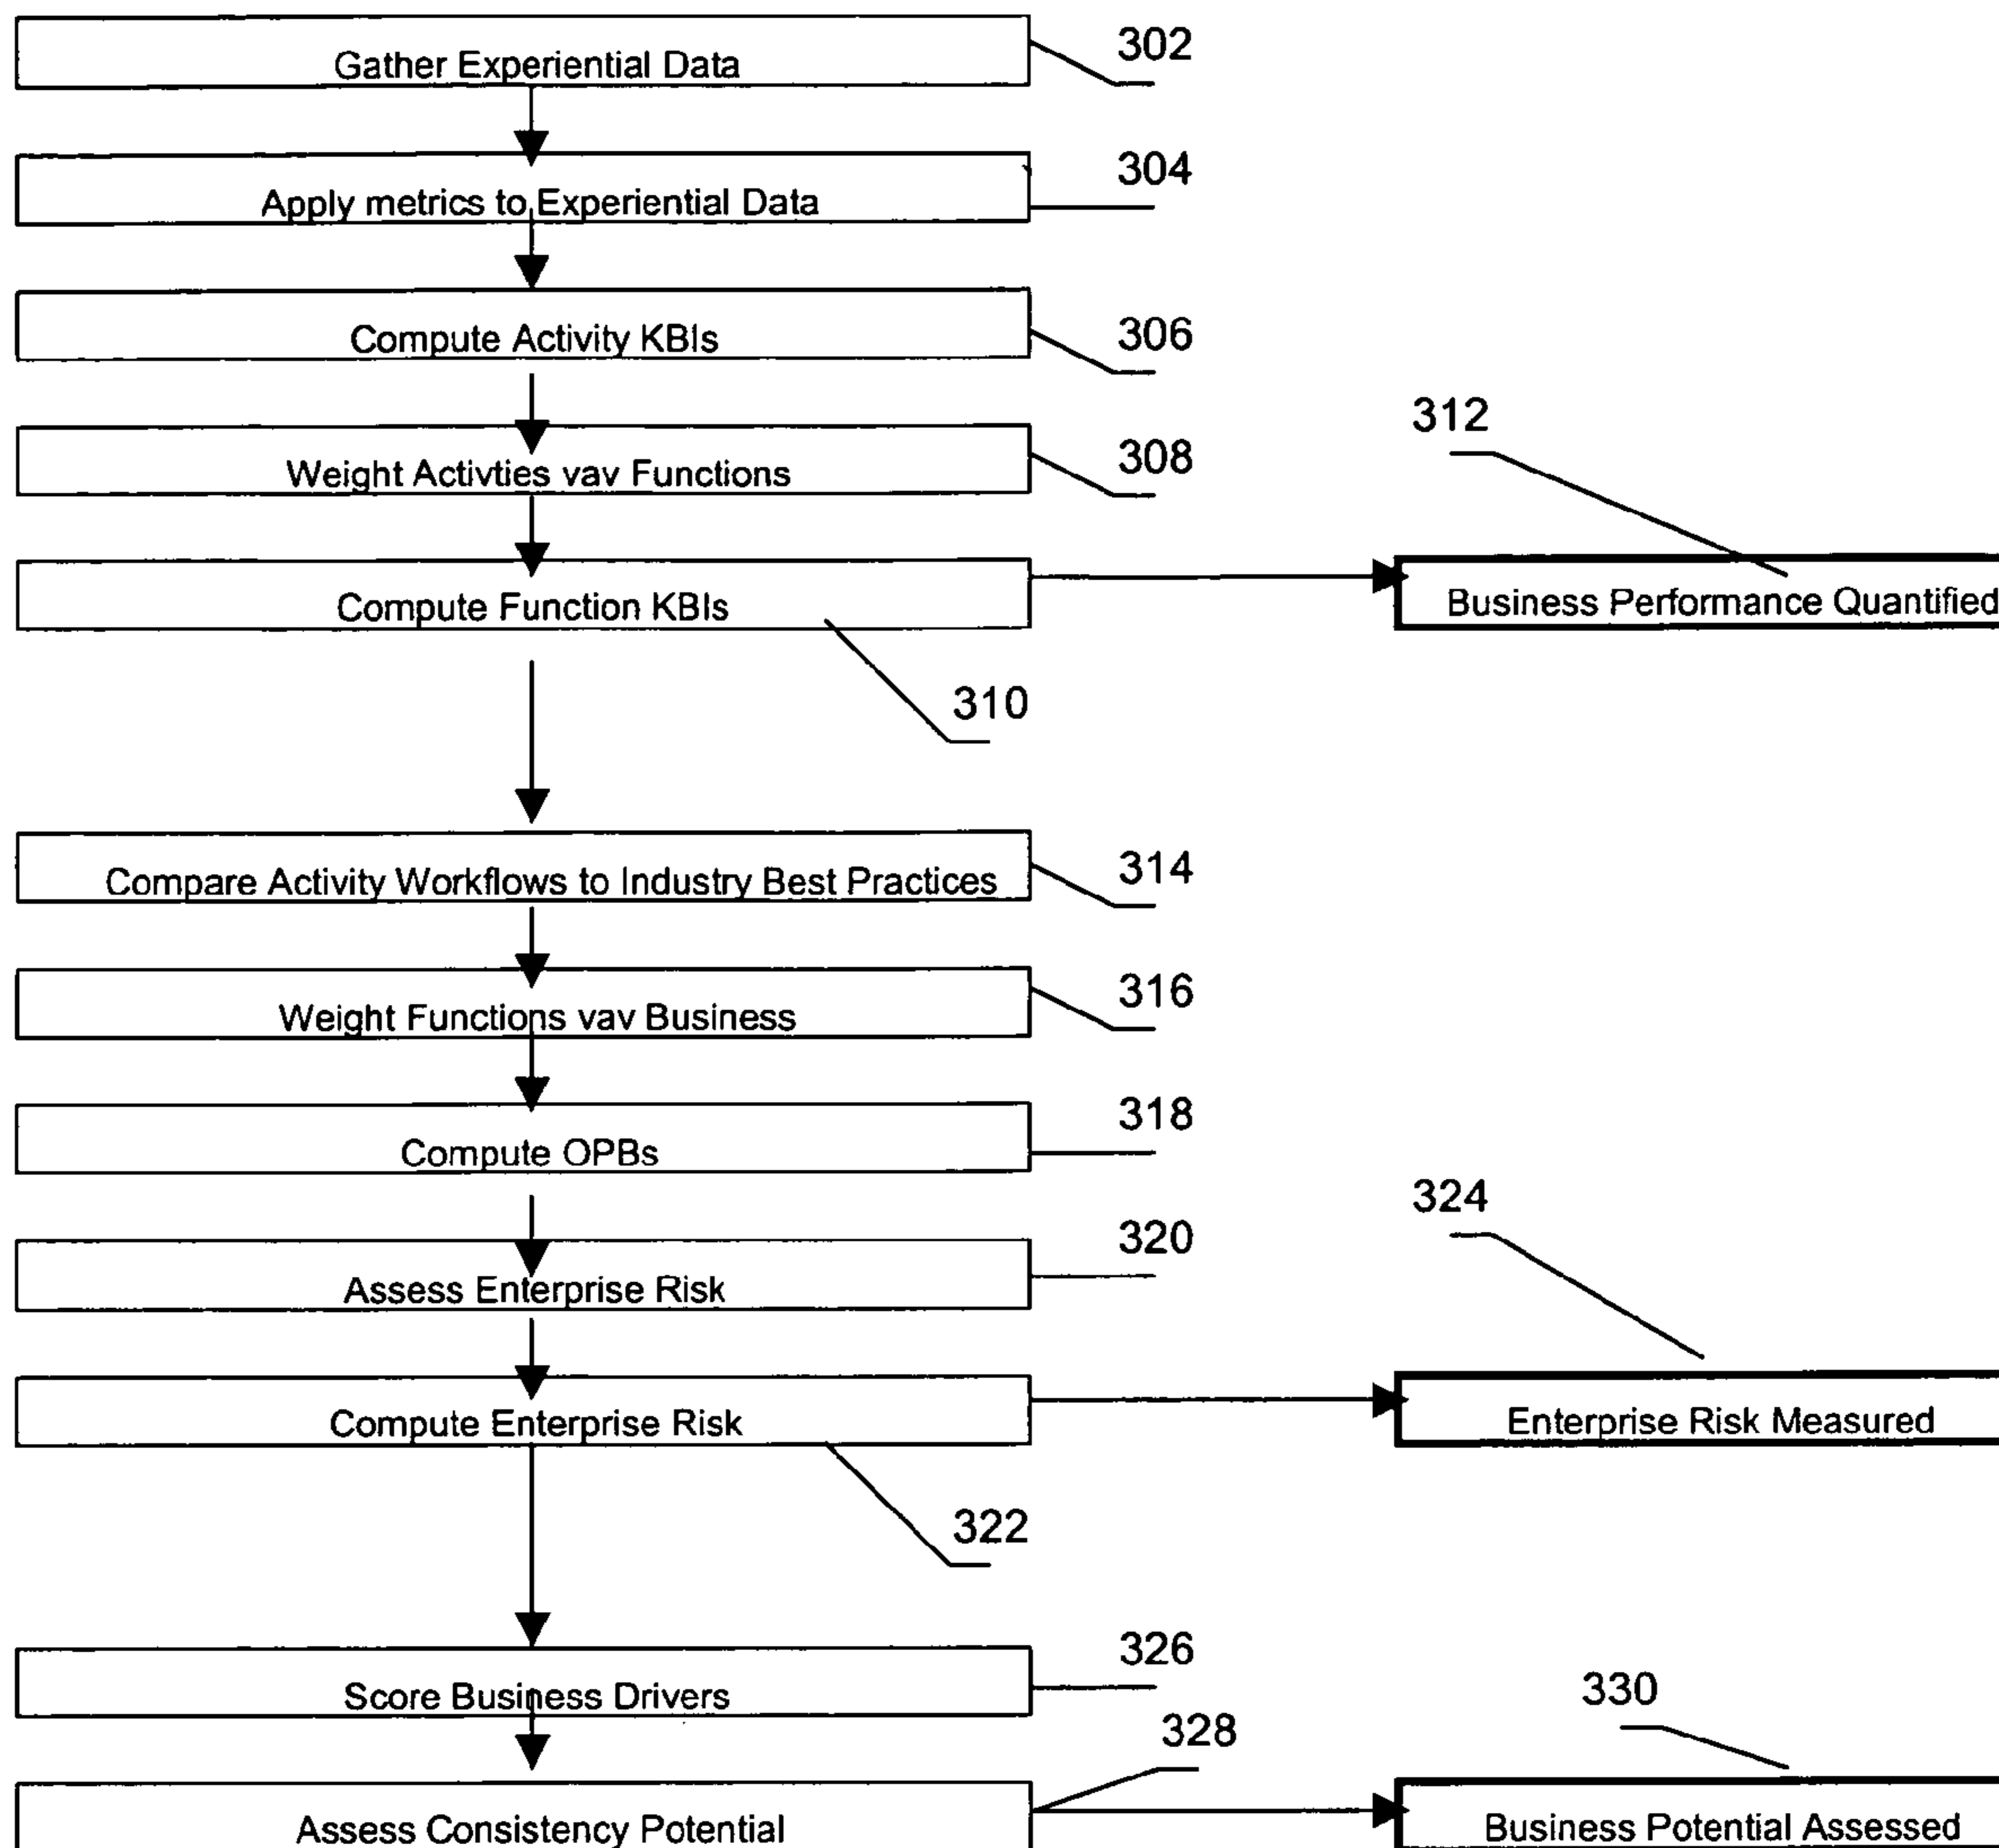 Gather Experiential Data
302
Apply metrics to Experiential Data
304
Compute Activity KBIs
306
Weight Activties vav Functions
308
312
Compute Function KBIs
Business Performance Quantified
310
Compare Activity Workflows to Industry Best Practices
314
Weight Functions vav Business
316
Compute OPBs
318
Assess Enterprise Risk
320
324
Compute Enterprise Risk
Enterprise Risk Measured
322
Score Business Drivers
326
328
330
Assess Consistency Potential
Business Potential Assessed